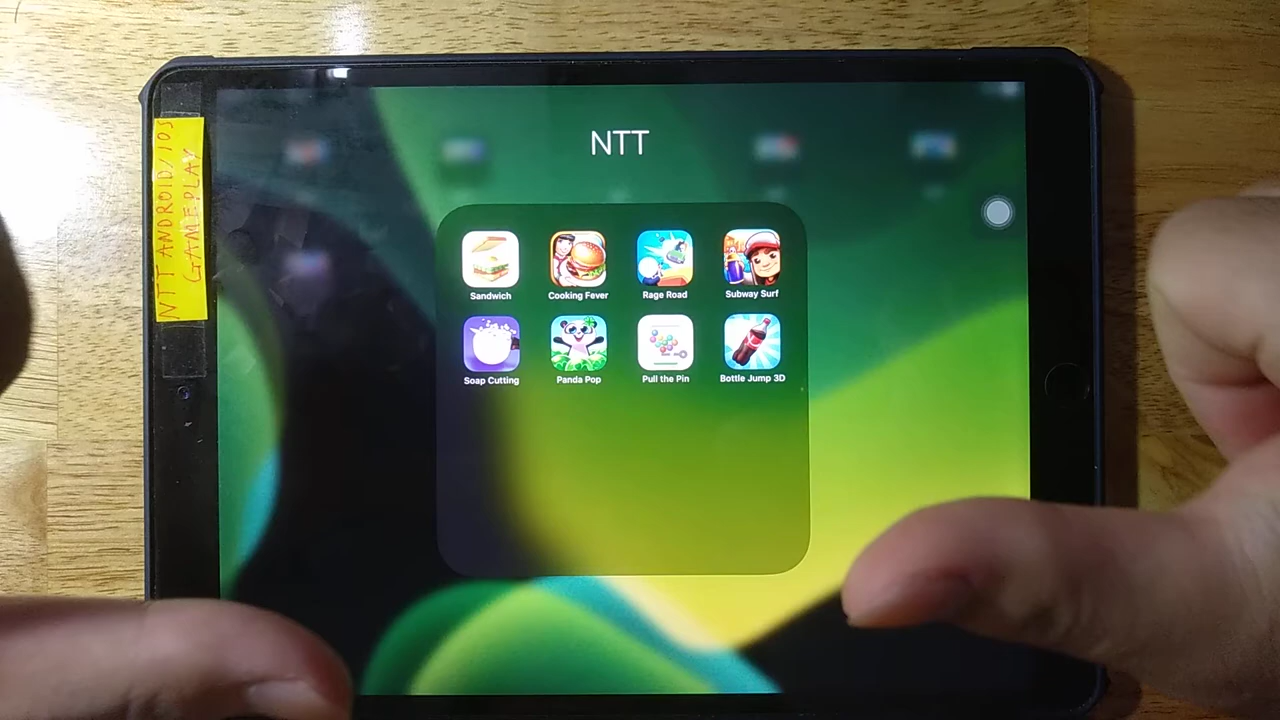 NTT ANDROID/IOS
GAMEPLAY
NTT
Sandwich
Cooking Fever
Rage Road
Subway Surf
Soap Cutting
Panda Pop
Pull the Pin
Bottle Jump 3D